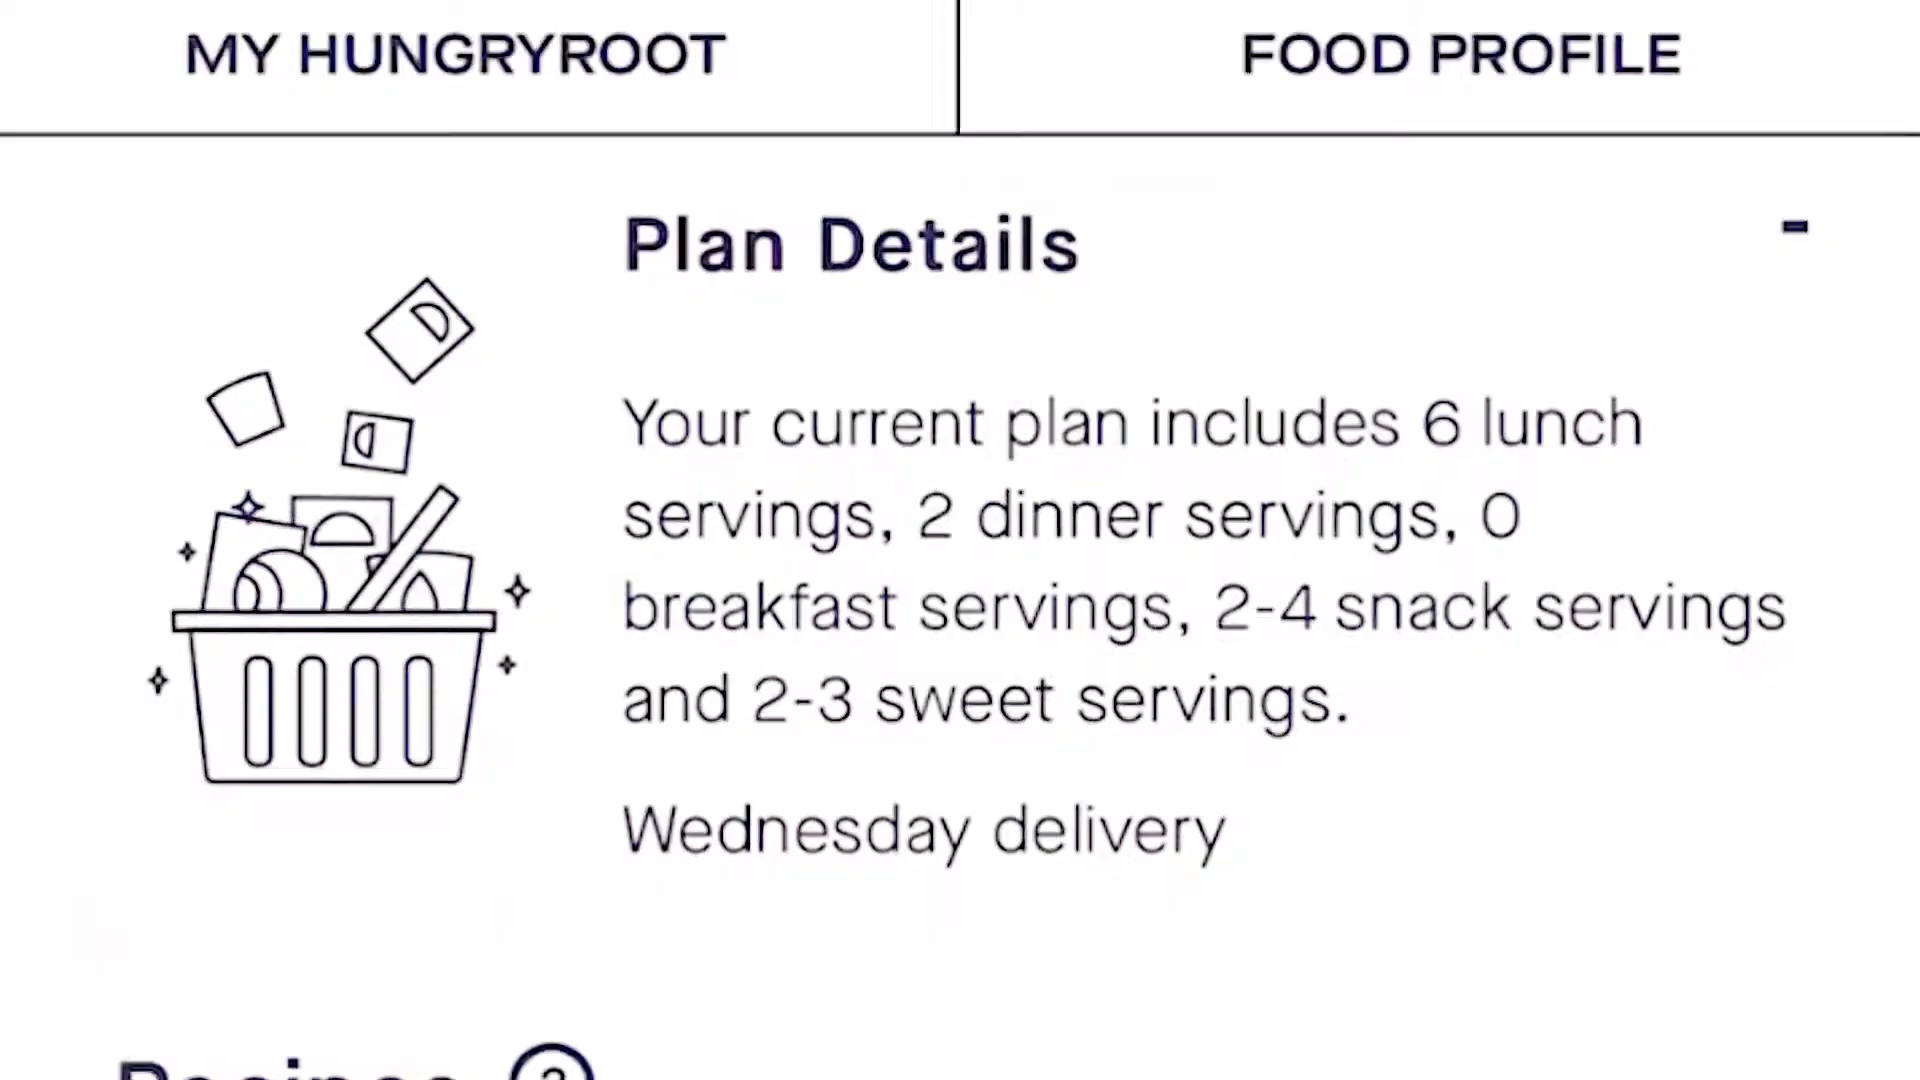 MY HUNGRYROOT
FOOD PROFILE
Plan Details
-
Your current plan includes 6 lunch
servings, 2 dinner servings, 0
breakfast servings, 2-4 snack servings
and 2-3 sweet servings.
Wednesday delivery
Recipes ?